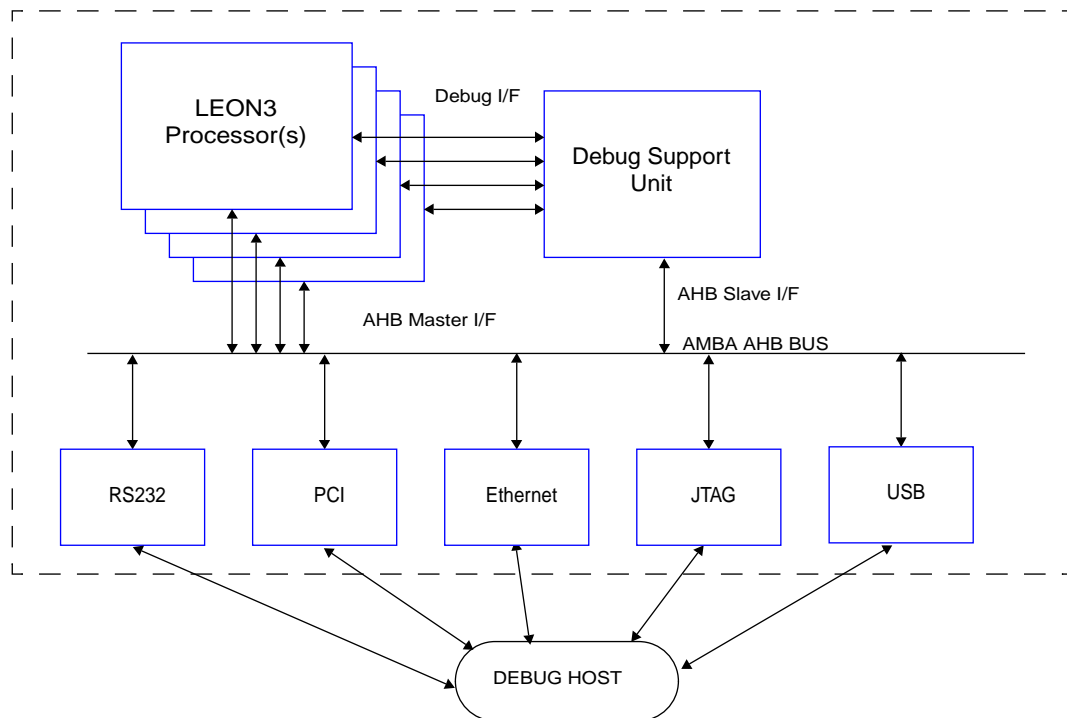 LEON3
Processor(s)
Debug I/F
Debug Support
Unit
AHB Slave I/F
AHB Master I/F
AMBA AHB BUS
RS232
PCI
Ethernet
JTAG
USB
DEBUG HOST